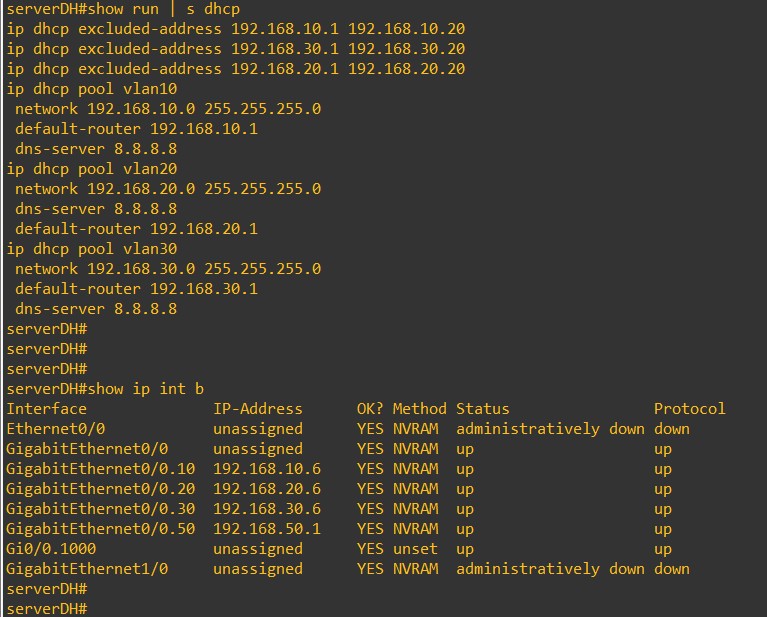 serverDH#show run | s dhcp
ip dhcp excluded-address 192.168.10.1 192.168.10.20
ip dhcp excluded-address 192.168.30.1 192.168.30.20
ip dhcp excluded-address 192.168.20.1 192.168.20.20
ip dhcp pool vlan10
 network 192.168.10.0 255.255.255.0
 default-router 192.168.10.1
 dns-server 8.8.8.8
ip dhcp pool vlan20
 network 192.168.20.0 255.255.255.0
 dns-server 8.8.8.8
 default-router 192.168.20.1
ip dhcp pool vlan30
 network 192.168.30.0 255.255.255.0
 default-router 192.168.30.1
 dns-server 8.8.8.8
serverDH#
serverDH#
serverDH#
serverDH#show ip int b
Interface              IP-Address      OK? Method Status                Protocol
Ethernet0/0            unassigned      YES NVRAM  administratively down down
GigabitEthernet0/0     unassigned      YES NVRAM  up                    up
GigabitEthernet0/0.10  192.168.10.6    YES NVRAM  up                    up
GigabitEthernet0/0.20  192.168.20.6    YES NVRAM  up                    up
GigabitEthernet0/0.30  192.168.30.6    YES NVRAM  up                    up
GigabitEthernet0/0.50  192.168.50.1    YES NVRAM  up                    up
Gi0/0.1000             unassigned      YES unset  up                    up
GigabitEthernet1/0     unassigned      YES NVRAM  administratively down down
serverDH#
serverDH#